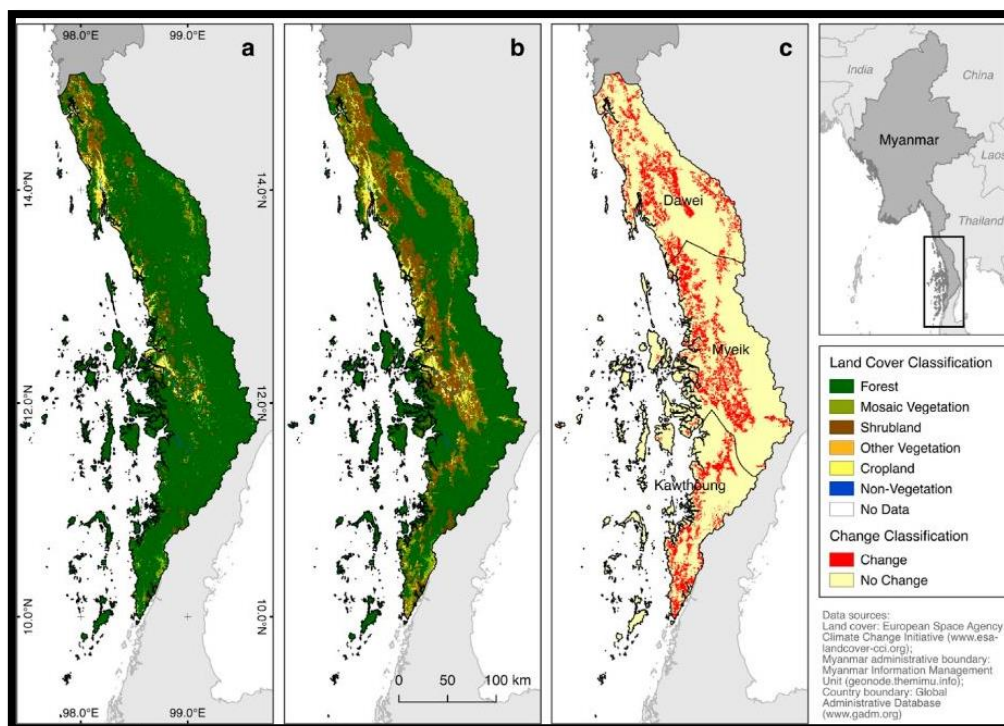 98.0°E
99.0°E
a
b
c
14.0°N
12.0°N
10.0°N
98.0°E
99.0°E
14.0°N
12.0°N
10.0°N
0 50 100 km
Dawei
Myeik
Kawthoung
India
China
Myanmar
Laos
Thailand
Land Cover Classification
Forest
Mosaic Vegetation
Shrubland
Other Vegetation
Cropland
Non-Vegetation
No Data
Change Classification
Change
No Change
Data sources:
Land cover: European Space Agency
Climate Change Initiative (www.esa-
landcover-cci.org);
Myanmar administrative boundary:
Myanmar Information Management
Unit (geonode.themimu.info);
Country boundary: Global
Administrative Database
(www.gadm.org)